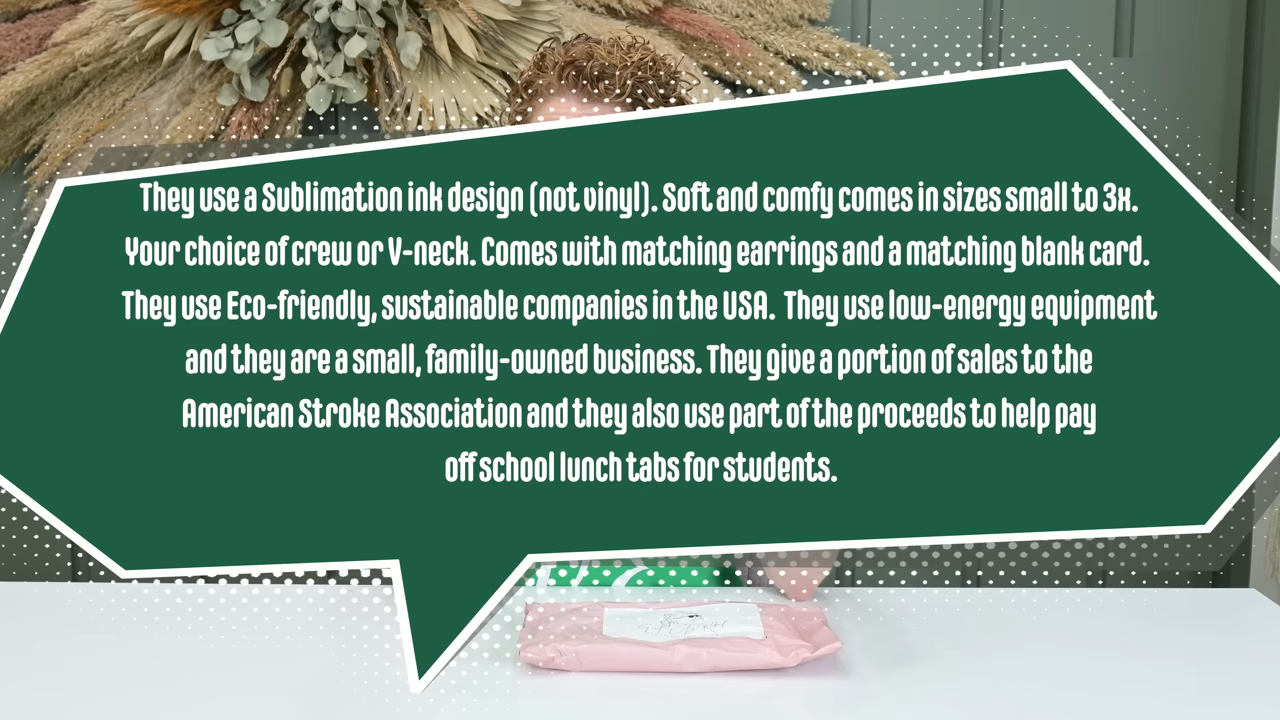 They use a Sublimation ink design (not vinyl). Soft and comfy comes in sizes small to 3x.
Your choice of crew or V-neck. Comes with matching earrings and a matching blank card.
They use Eco-friendly, sustainable companies in the USA. They use low-energy equipment
and they are a small, family-owned business. They give a portion of sales to the
American Stroke Association and they also use part of the proceeds to help pay
off school lunch tabs for students.